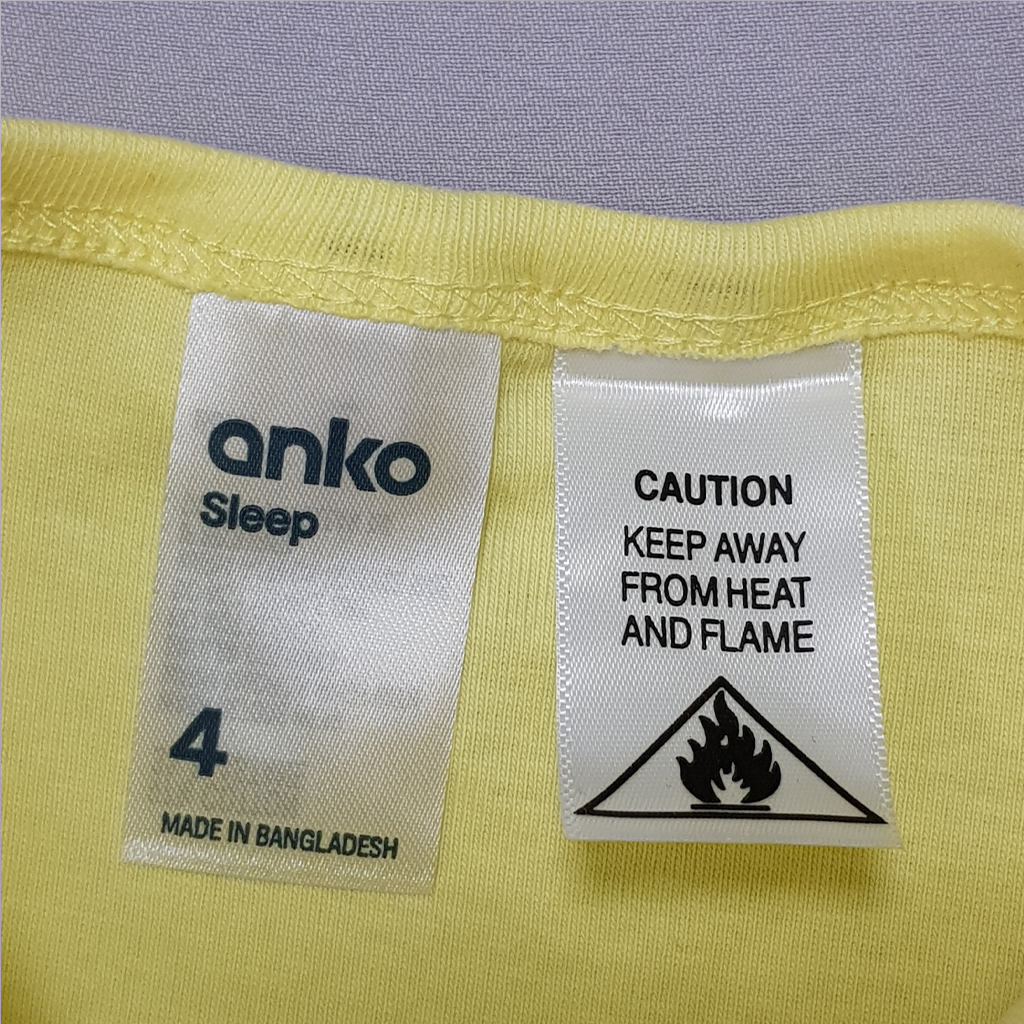 anko
Sleep
4
MADE IN BANGLADESH
CAUTION
KEEP AWAY
FROM HEAT
AND FLAME